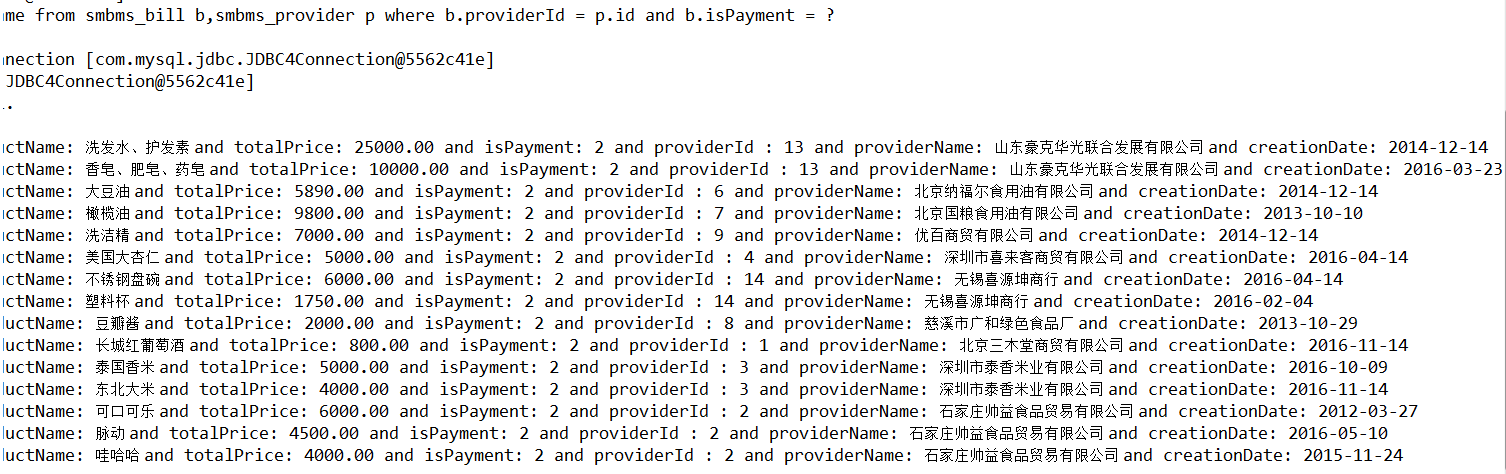 me from smbms_bill b,smbms_provider p where b.providerId = p.id and b.isPayment = ?
nnection [com.mysql.jdbc.JDBC4Connection@5562c41e]
JDBC4Connection@5562c41e]
..
uctName: 洗发水、护发素 and totalPrice: 25000.00 and isPayment: 2 and providerId : 13 and providerName: 山东豪克华光联合发展有限公司 and creationDate: 2014-12-14
uctName: 香皂、肥皂、药皂 and totalPrice: 10000.00 and isPayment: 2 and providerId : 13 and providerName: 山东豪克华光联合发展有限公司 and creationDate: 2016-03-23
uctName: 大豆油 and totalPrice: 5890.00 and isPayment: 2 and providerId : 6 and providerName: 北京纳福尔食用油有限公司 and creationDate: 2014-12-14
uctName: 橄榄油 and totalPrice: 9800.00 and isPayment: 2 and providerId : 7 and providerName: 北京国粮食用油有限公司 and creationDate: 2013-10-10
uctName: 洗洁精 and totalPrice: 7000.00 and isPayment: 2 and providerId : 9 and providerName: 优百商贸有限公司 and creationDate: 2014-12-14
uctName: 美国大杏仁 and totalPrice: 5000.00 and isPayment: 2 and providerId : 4 and providerName: 深圳市喜来客商贸有限公司 and creationDate: 2016-04-14
uctName: 不锈钢盘碗 and totalPrice: 6000.00 and isPayment: 2 and providerId : 14 and providerName: 无锡喜源坤商行 and creationDate: 2016-04-14
uctName: 塑料杯 and totalPrice: 1750.00 and isPayment: 2 and providerId : 14 and providerName: 无锡喜源坤商行 and creationDate: 2016-02-04
ductName: 豆瓣酱 and totalPrice: 2000.00 and isPayment: 2 and providerId : 8 and providerName: 慈溪市广和绿色食品厂 and creationDate: 2013-10-29
ductName: 长城红葡萄酒 and totalPrice: 800.00 and isPayment: 2 and providerId : 1 and providerName: 北京三木堂商贸有限公司 and creationDate: 2016-11-14
ductName: 泰国香米 and totalPrice: 5000.00 and isPayment: 2 and providerId : 3 and providerName: 深圳市泰香米业有限公司 and creationDate: 2016-10-09
ductName: 东北大米 and totalPrice: 4000.00 and isPayment: 2 and providerId : 3 and providerName: 深圳市泰香米业有限公司 and creationDate: 2016-11-14
ductName: 可口可乐 and totalPrice: 6000.00 and isPayment: 2 and providerId : 2 and providerName: 石家庄帅益食品贸易有限公司 and creationDate: 2012-03-27
ductName: 脉动 and totalPrice: 4500.00 and isPayment: 2 and providerId : 2 and providerName: 石家庄帅益食品贸易有限公司 and creationDate: 2016-05-10
ductName: 哇哈哈 and totalPrice: 4000.00 and isPayment: 2 and providerId : 2 and providerName: 石家庄帅益食品贸易有限公司 and creationDate: 2015-11-24